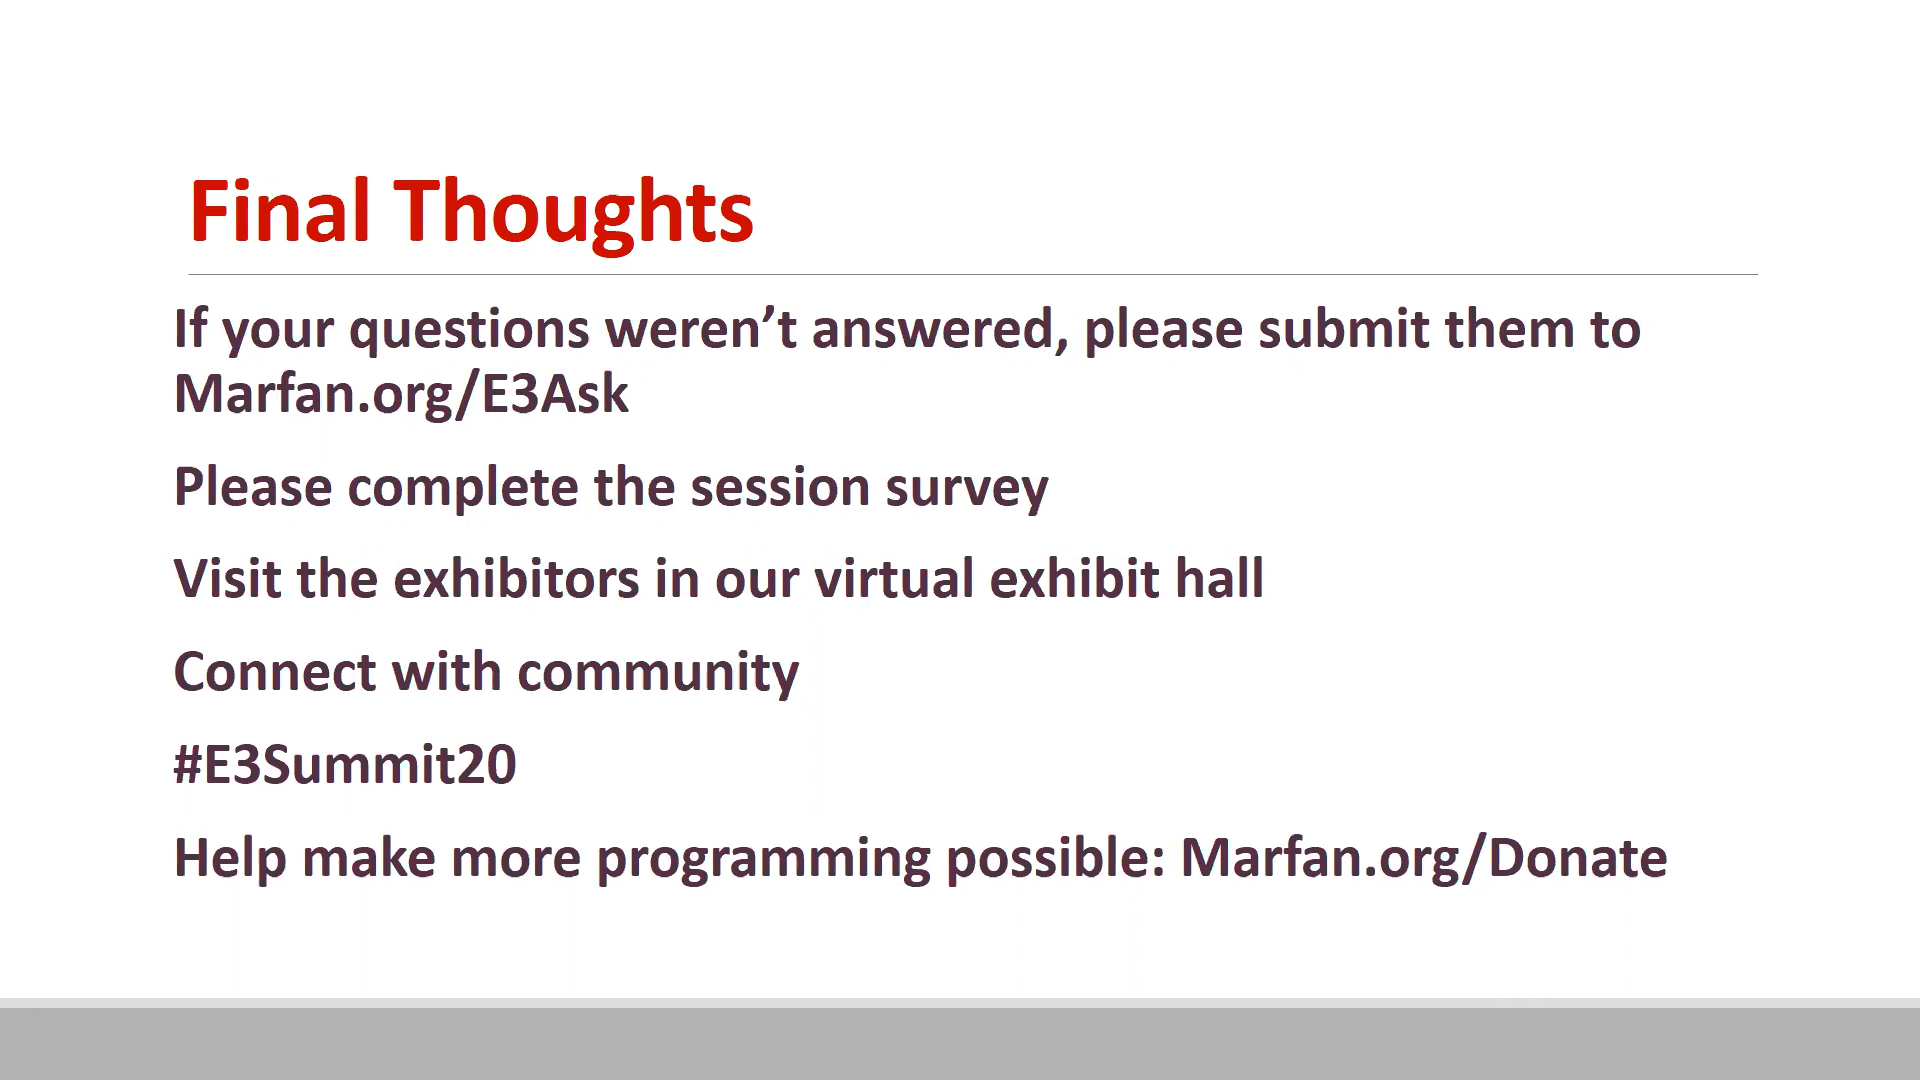 Final Thoughts
If your questions weren’t answered, please submit them to
Marfan.org/E3Ask
Please complete the session survey
Visit the exhibitors in our virtual exhibit hall
Connect with community
#E3Summit20
Help make more programming possible: Marfan.org/Donate